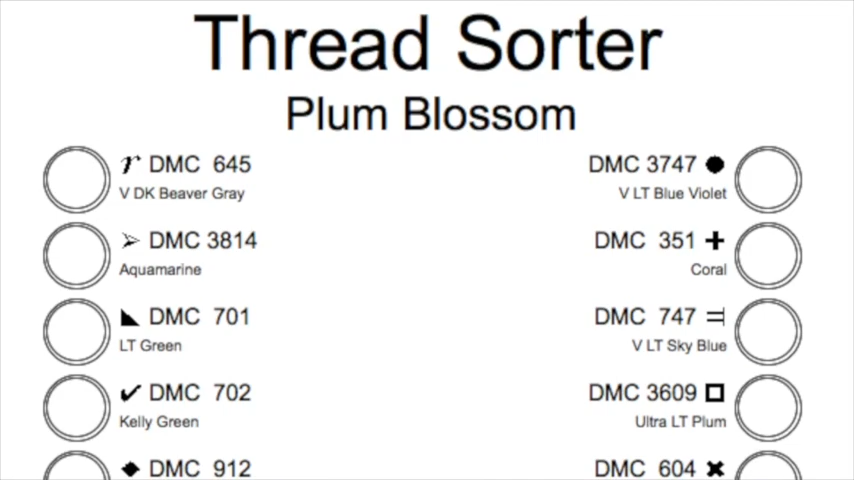 Thread Sorter
Plum Blossom
DMC 645
V DK Beaver Gray
DMC 3814
Aquamarine
DMC 701
LT Green
DMC 702
Kelly Green
DMC 912
DMC 3747
V LT Blue Violet
DMC 351
Coral
DMC 747
V LT Sky Blue
DMC 3609
Ultra LT Plum
DMC 604